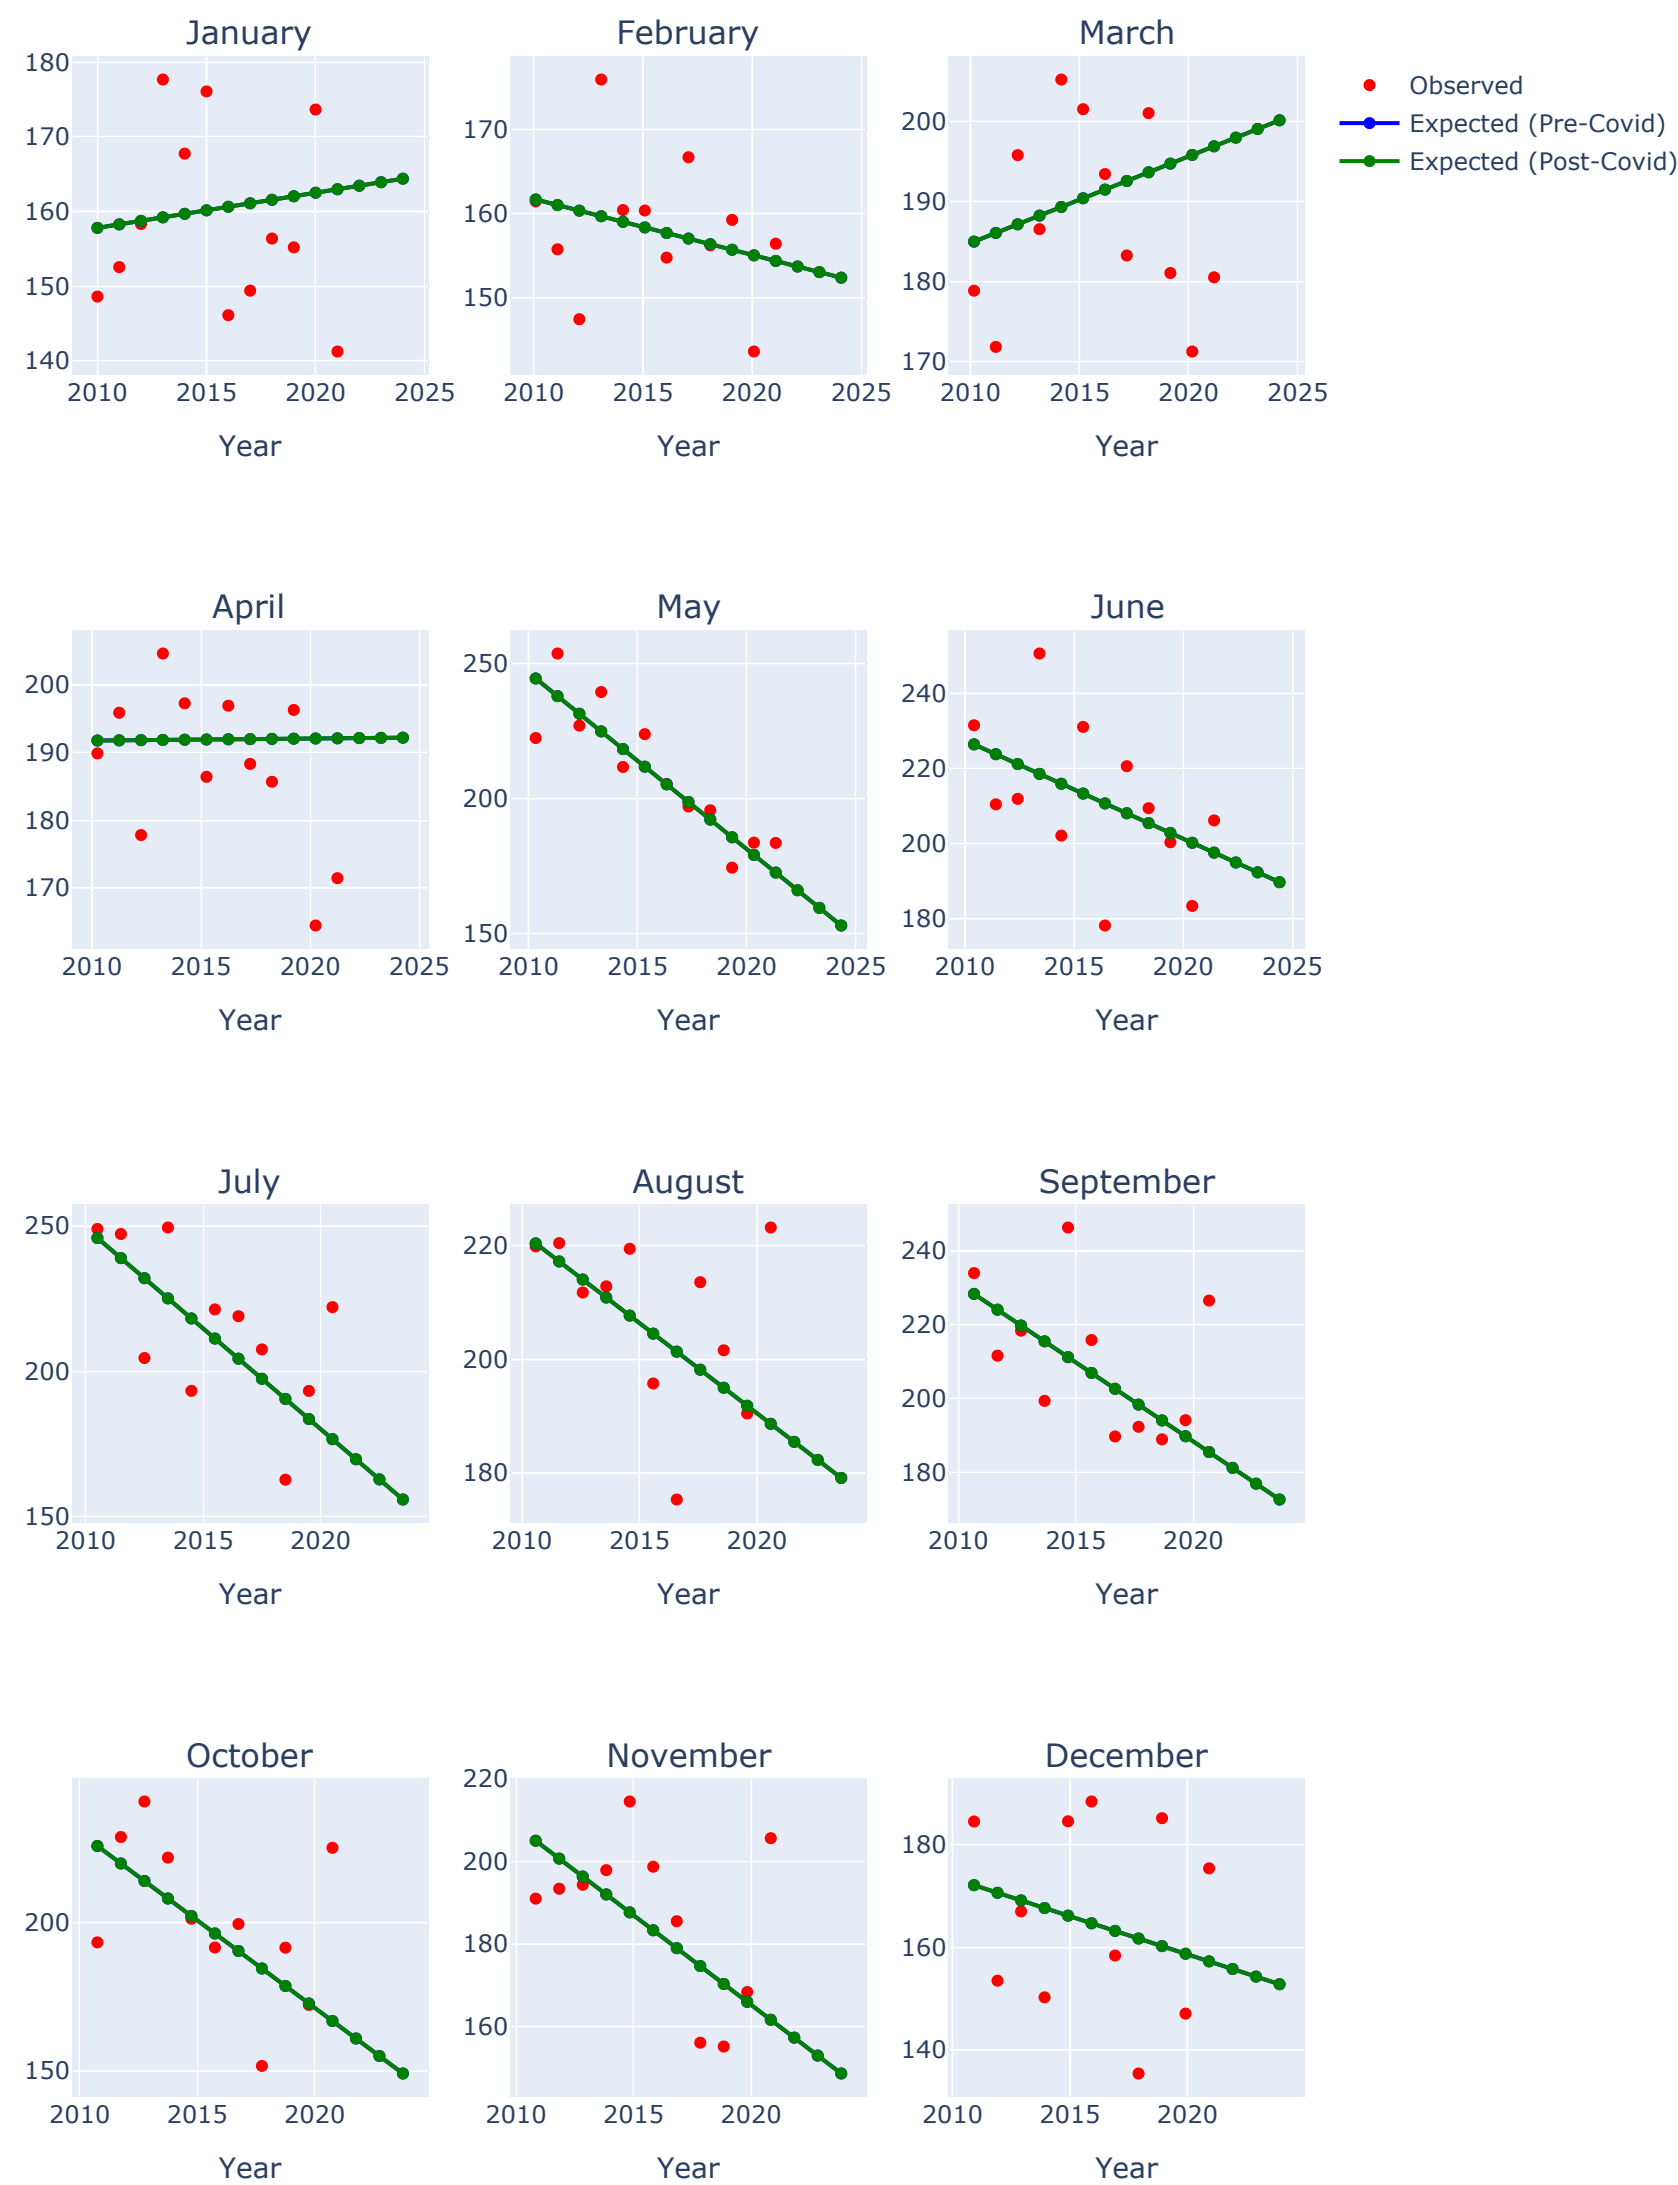 January
February
March
180
170
160
150
140
2010 2015 2020 2025
Year
170
160
150
2010 2015 2020 2025
Year
200
190
180
170
2010 2015 2020 2025
Year
Observed
Expected (Pre-Covid)
Expected (Post-Covid)
April
May
June
200
190
180
170
2010 2015 2020 2025
Year
250
200
150
2010 2015 2020 2025
Year
240
220
200
180
2010 2015 2020 2025
Year
July
August
September
250
200
150
2010 2015 2020
Year
220
200
180
2010 2015 2020
Year
240
220
200
180
2010 2015 2020
Year
October
November
December
200
150
2010 2015 2020
Year
220
200
180
160
2010 2015 2020
Year
180
160
140
2010 2015 2020
Year